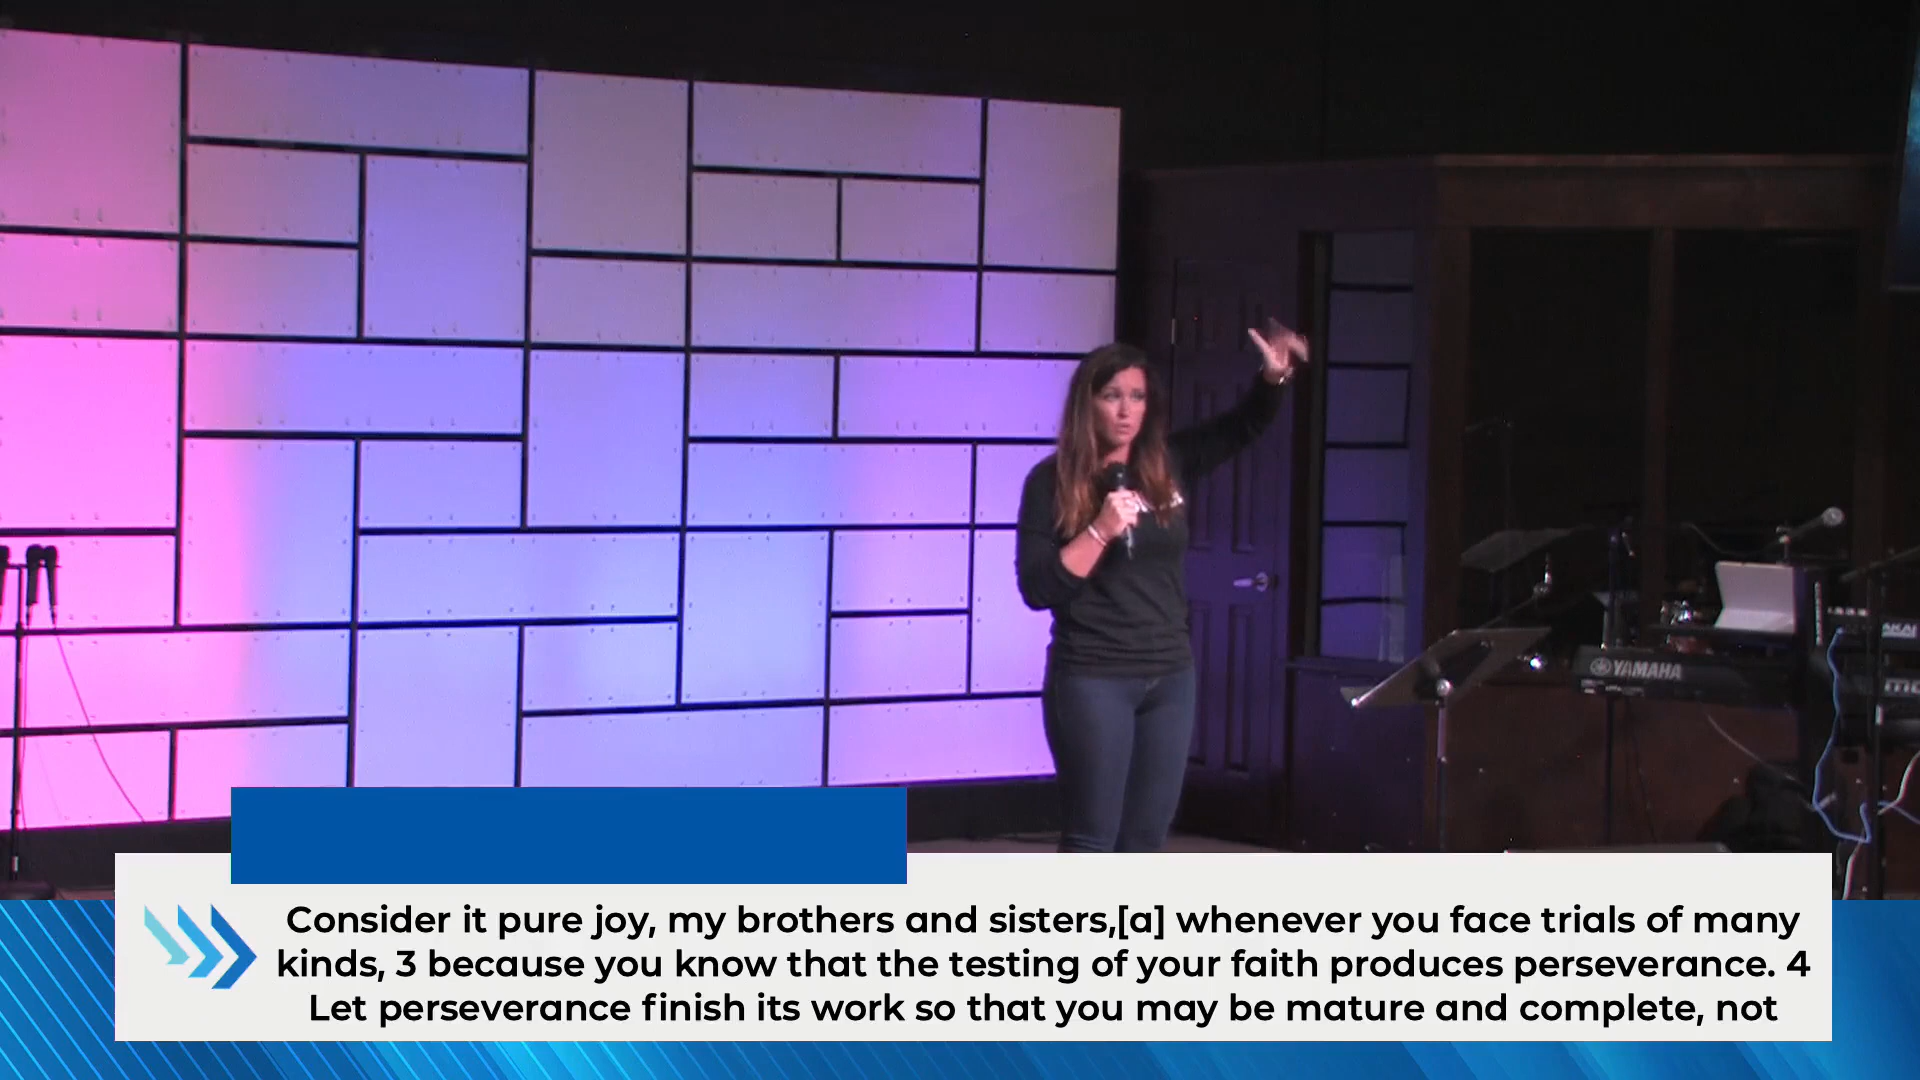 YAMAHA
AKAI
Consider it pure joy, my brothers and sisters,[a] whenever you face trials of many
kinds, 3 because you know that the testing of your faith produces perseverance. 4
Let perseverance finish its work so that you may be mature and complete, not